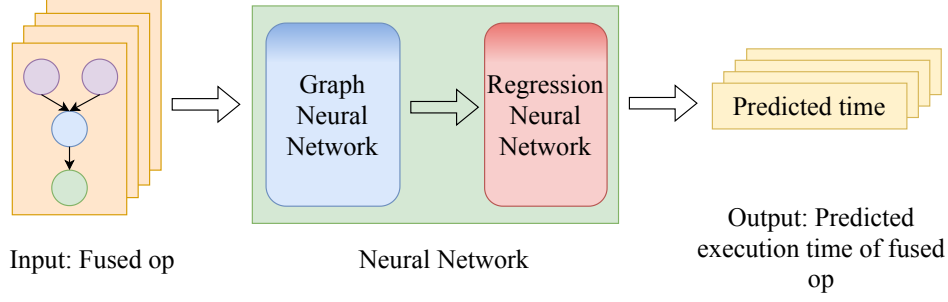 Graph
Neural
Network
Regression
Neural
Network
Predicted time
Input: Fused op
Neural Network
Output: Predicted
execution time of fused
op